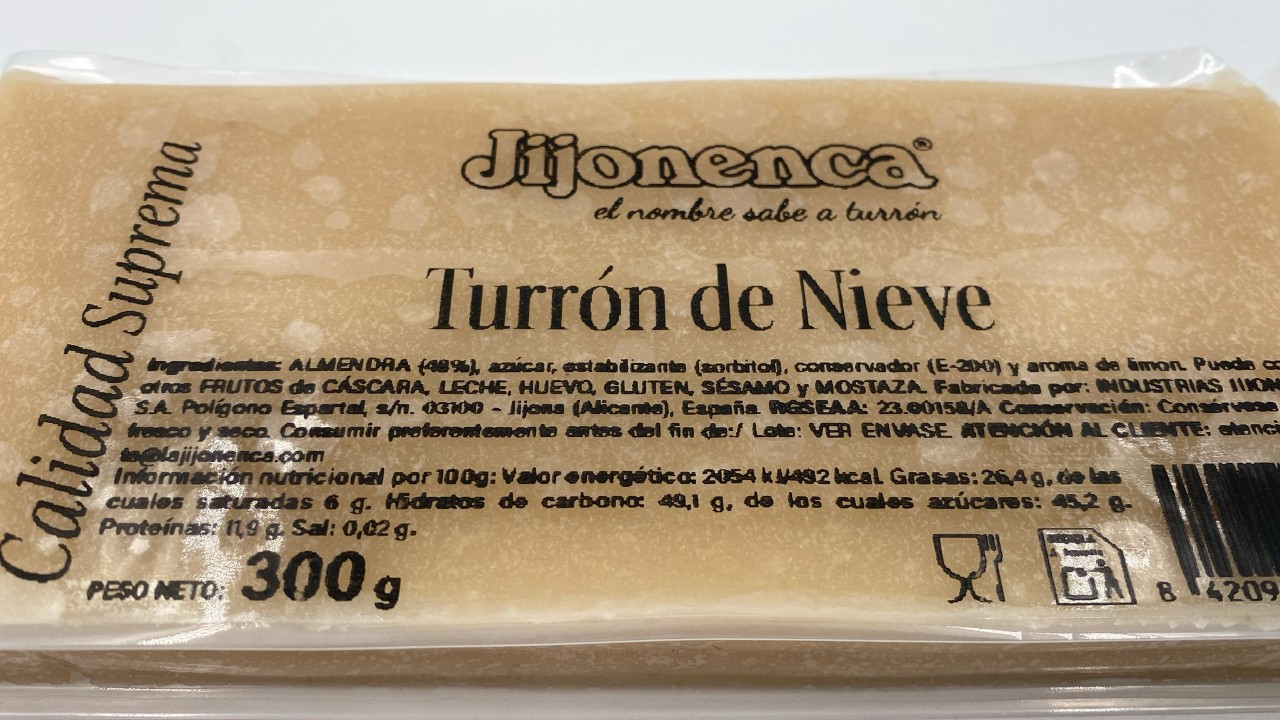 Jijonenca®
el nombre sabe a turrón
Calidad Suprema
Turrón de Nieve
Ingredientes: ALMENDRA (48%), azúcar, estabilizante (sorbitol), conservador (E-200) y aroma de limon. Puede
otros FRUTOS de CÁSCARA, LECHE, HUEVO, GLUTEN, SÉSAMO y MOSTAZA. Fabricado por: INDUSTRIAS
S.A. Polígono Espartal, s/n. 03100 - Jijona (Alicante), España. RGSEAA: 23.00158/A Conservación: Consérvese
fresco y seco. Consumir preferentemente antes del fin de:/ Lote: VER ENVASE. ATENCIÓN AL CLIENTE:
te@lajijonenca.com
Información nutricional por 100g: Valor energético: 2054 kJ/492 kcal. Grasas: 26,4 g, de las
cuales saturadas 6 g. Hidratos de carbono: 49,1 g, de los cuales azúcares: 45,2 g.
Proteínas: 11,9 g. Sal: 0,02 g.
PESO NETO: 300 g
8 4209